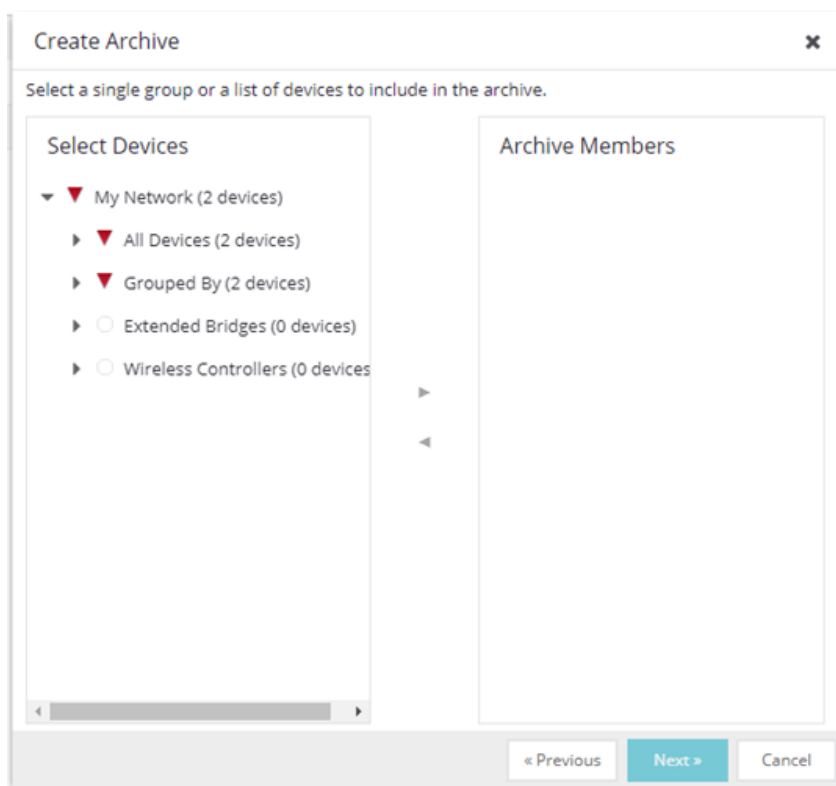 Create Archive
Select a single group or a list of devices to include in the archive.
Select Devices
My Network (2 devices)
All Devices (2 devices)
Grouped By (2 devices)
Extended Bridges (0 devices)
Wireless Controllers (0 devices
Archive Members
« Previous
Next »
Cancel